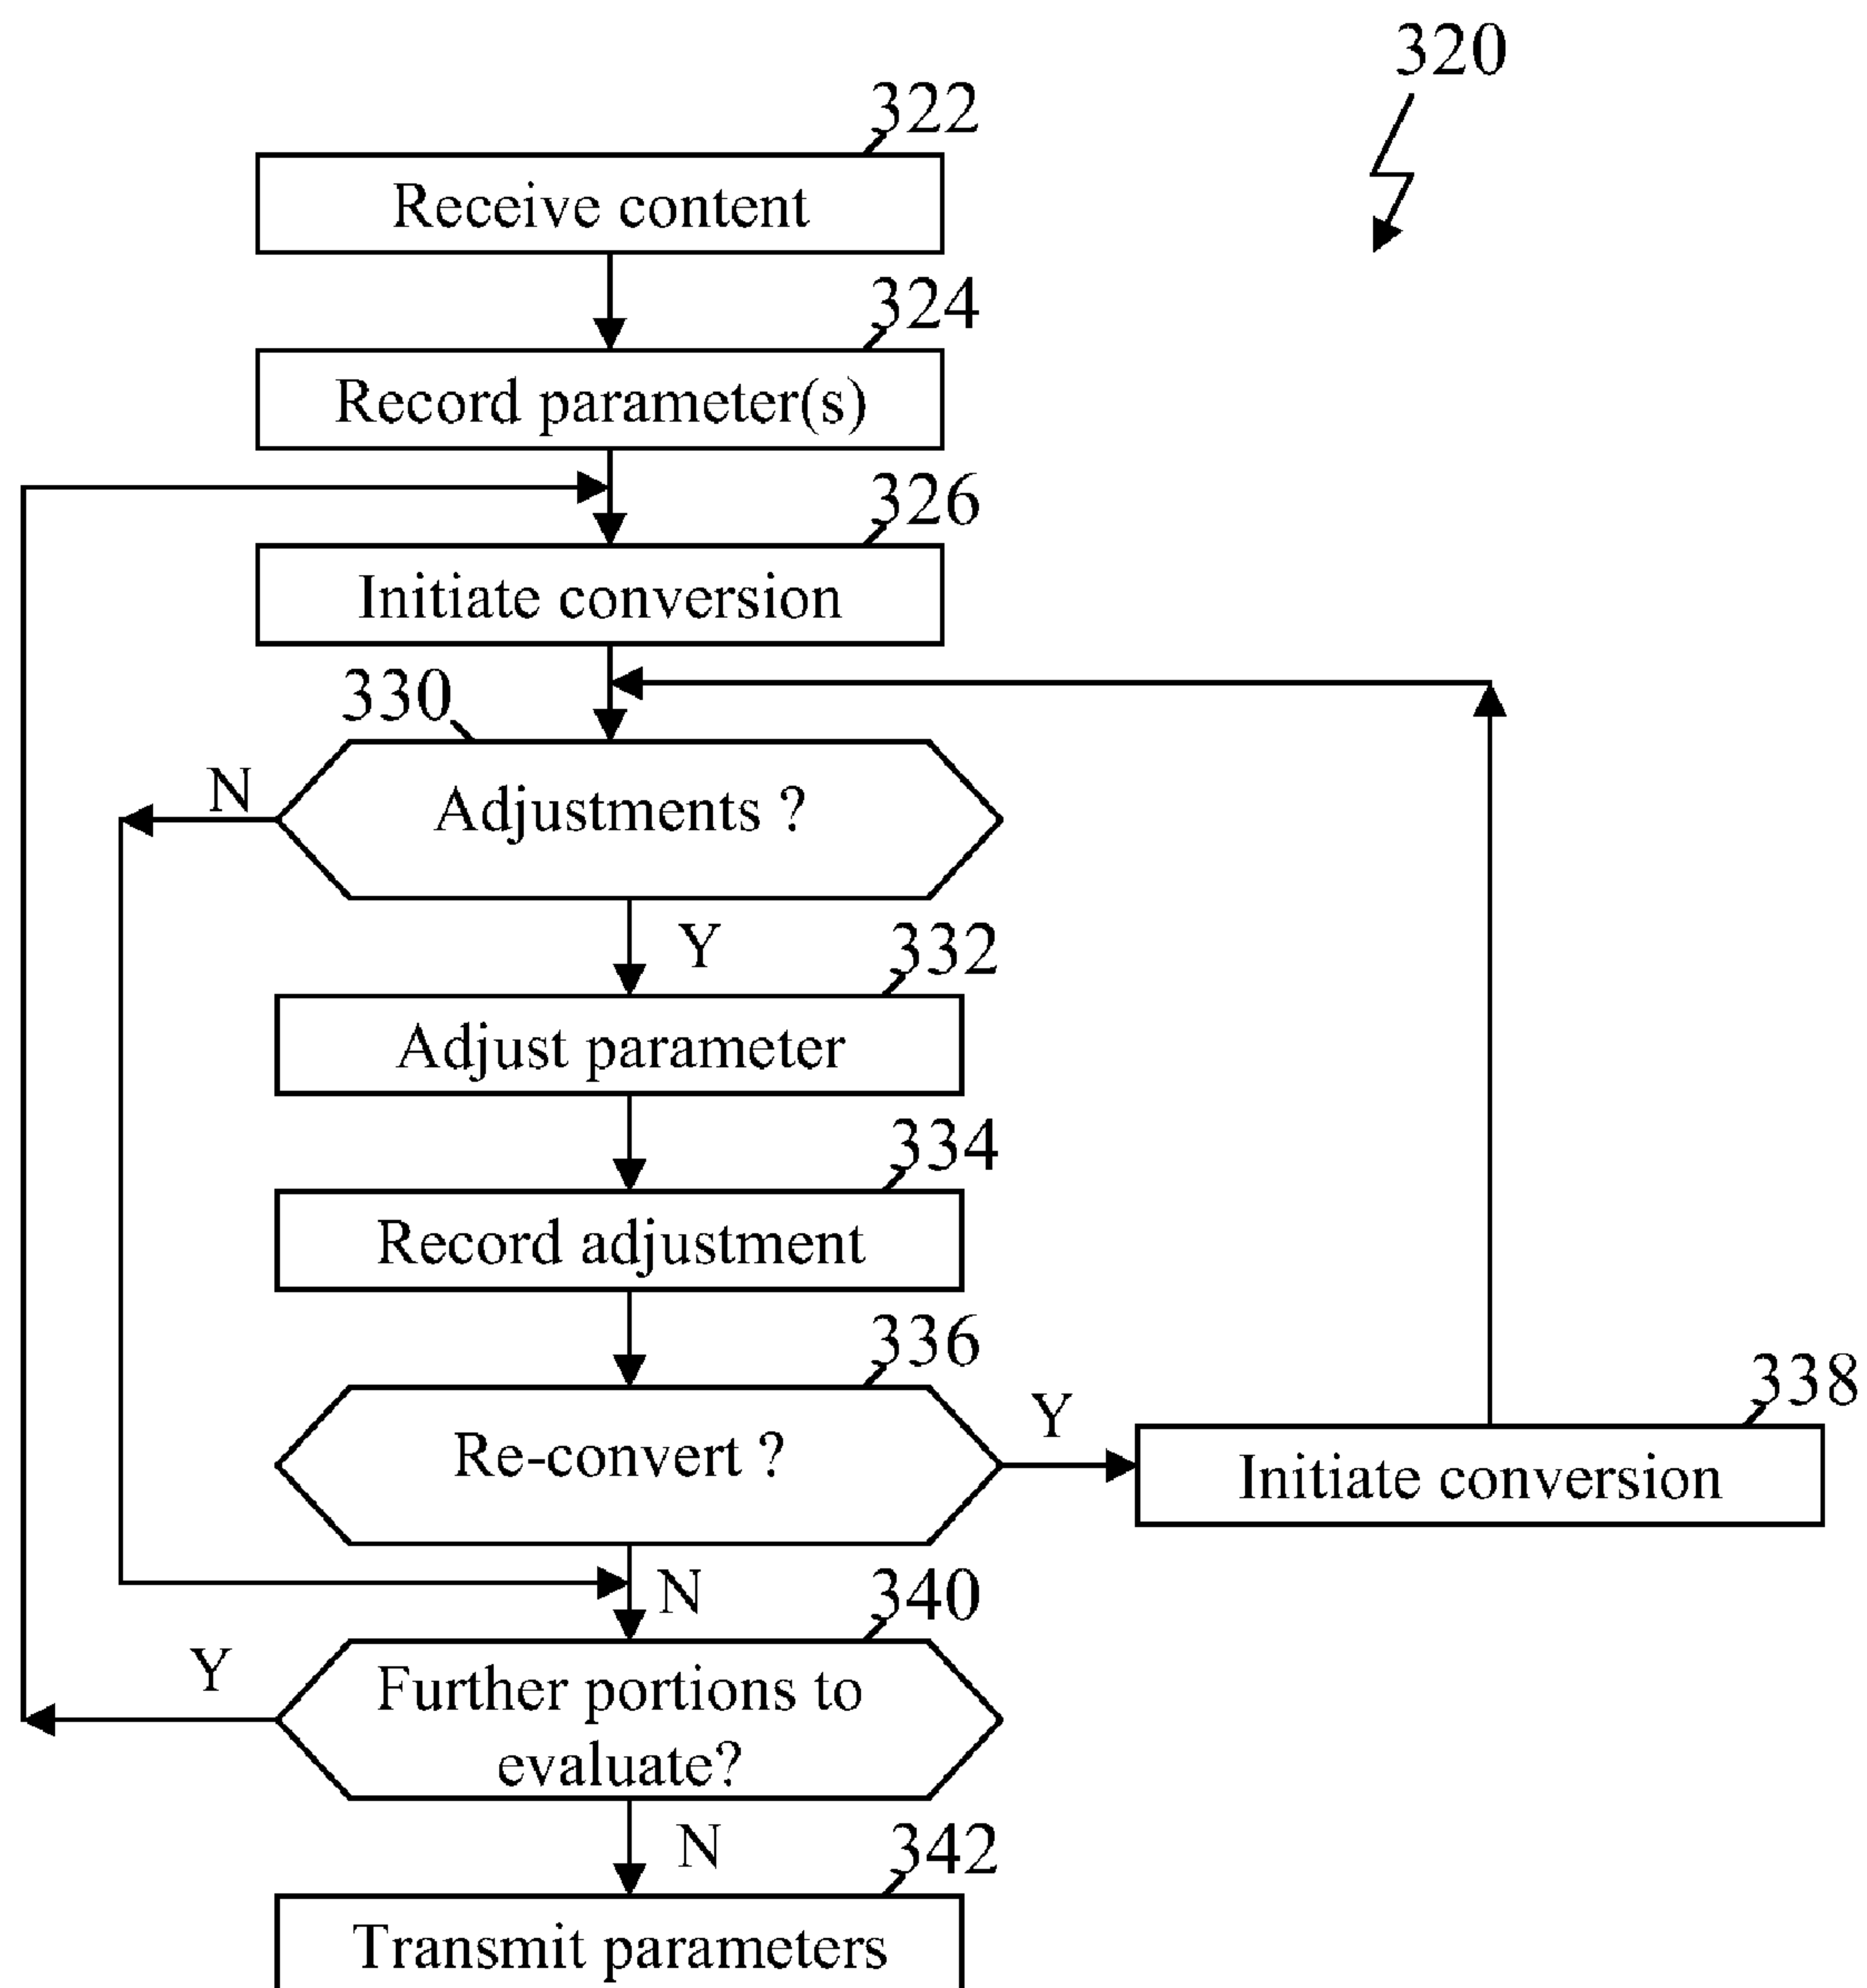 320
322
Receive content
324
Record parameter(s)
326
Initiate conversion
330
N
Adjustments ?
Y
332
Adjust parameter
334
Record adjustment
336
Re-convert ?
Y
338
Initiate conversion
N
340
Y
Further portions to
evaluate?
N
342
Transmit parameters